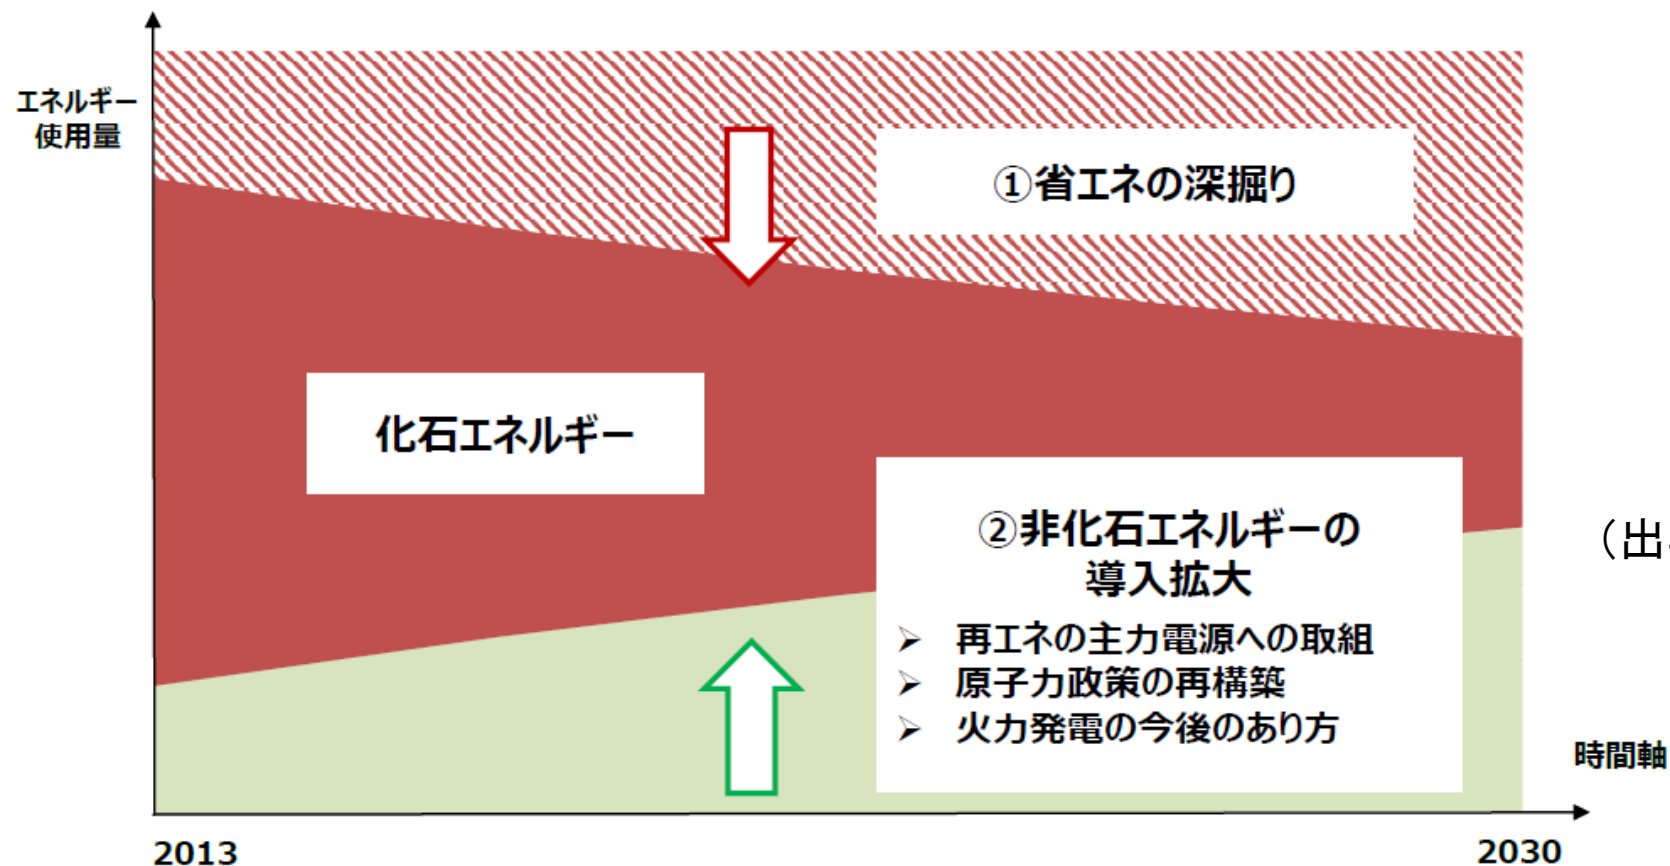 エネルギー
使用量
①省エネの深掘り
化石エネルギー
②非化石エネルギーの
導入拡大
➢ 再エネの主力電源への取組
➢ 原子力政策の再構築
➢ 火力発電の今後のあり方
（出
時間軸
2013
2030